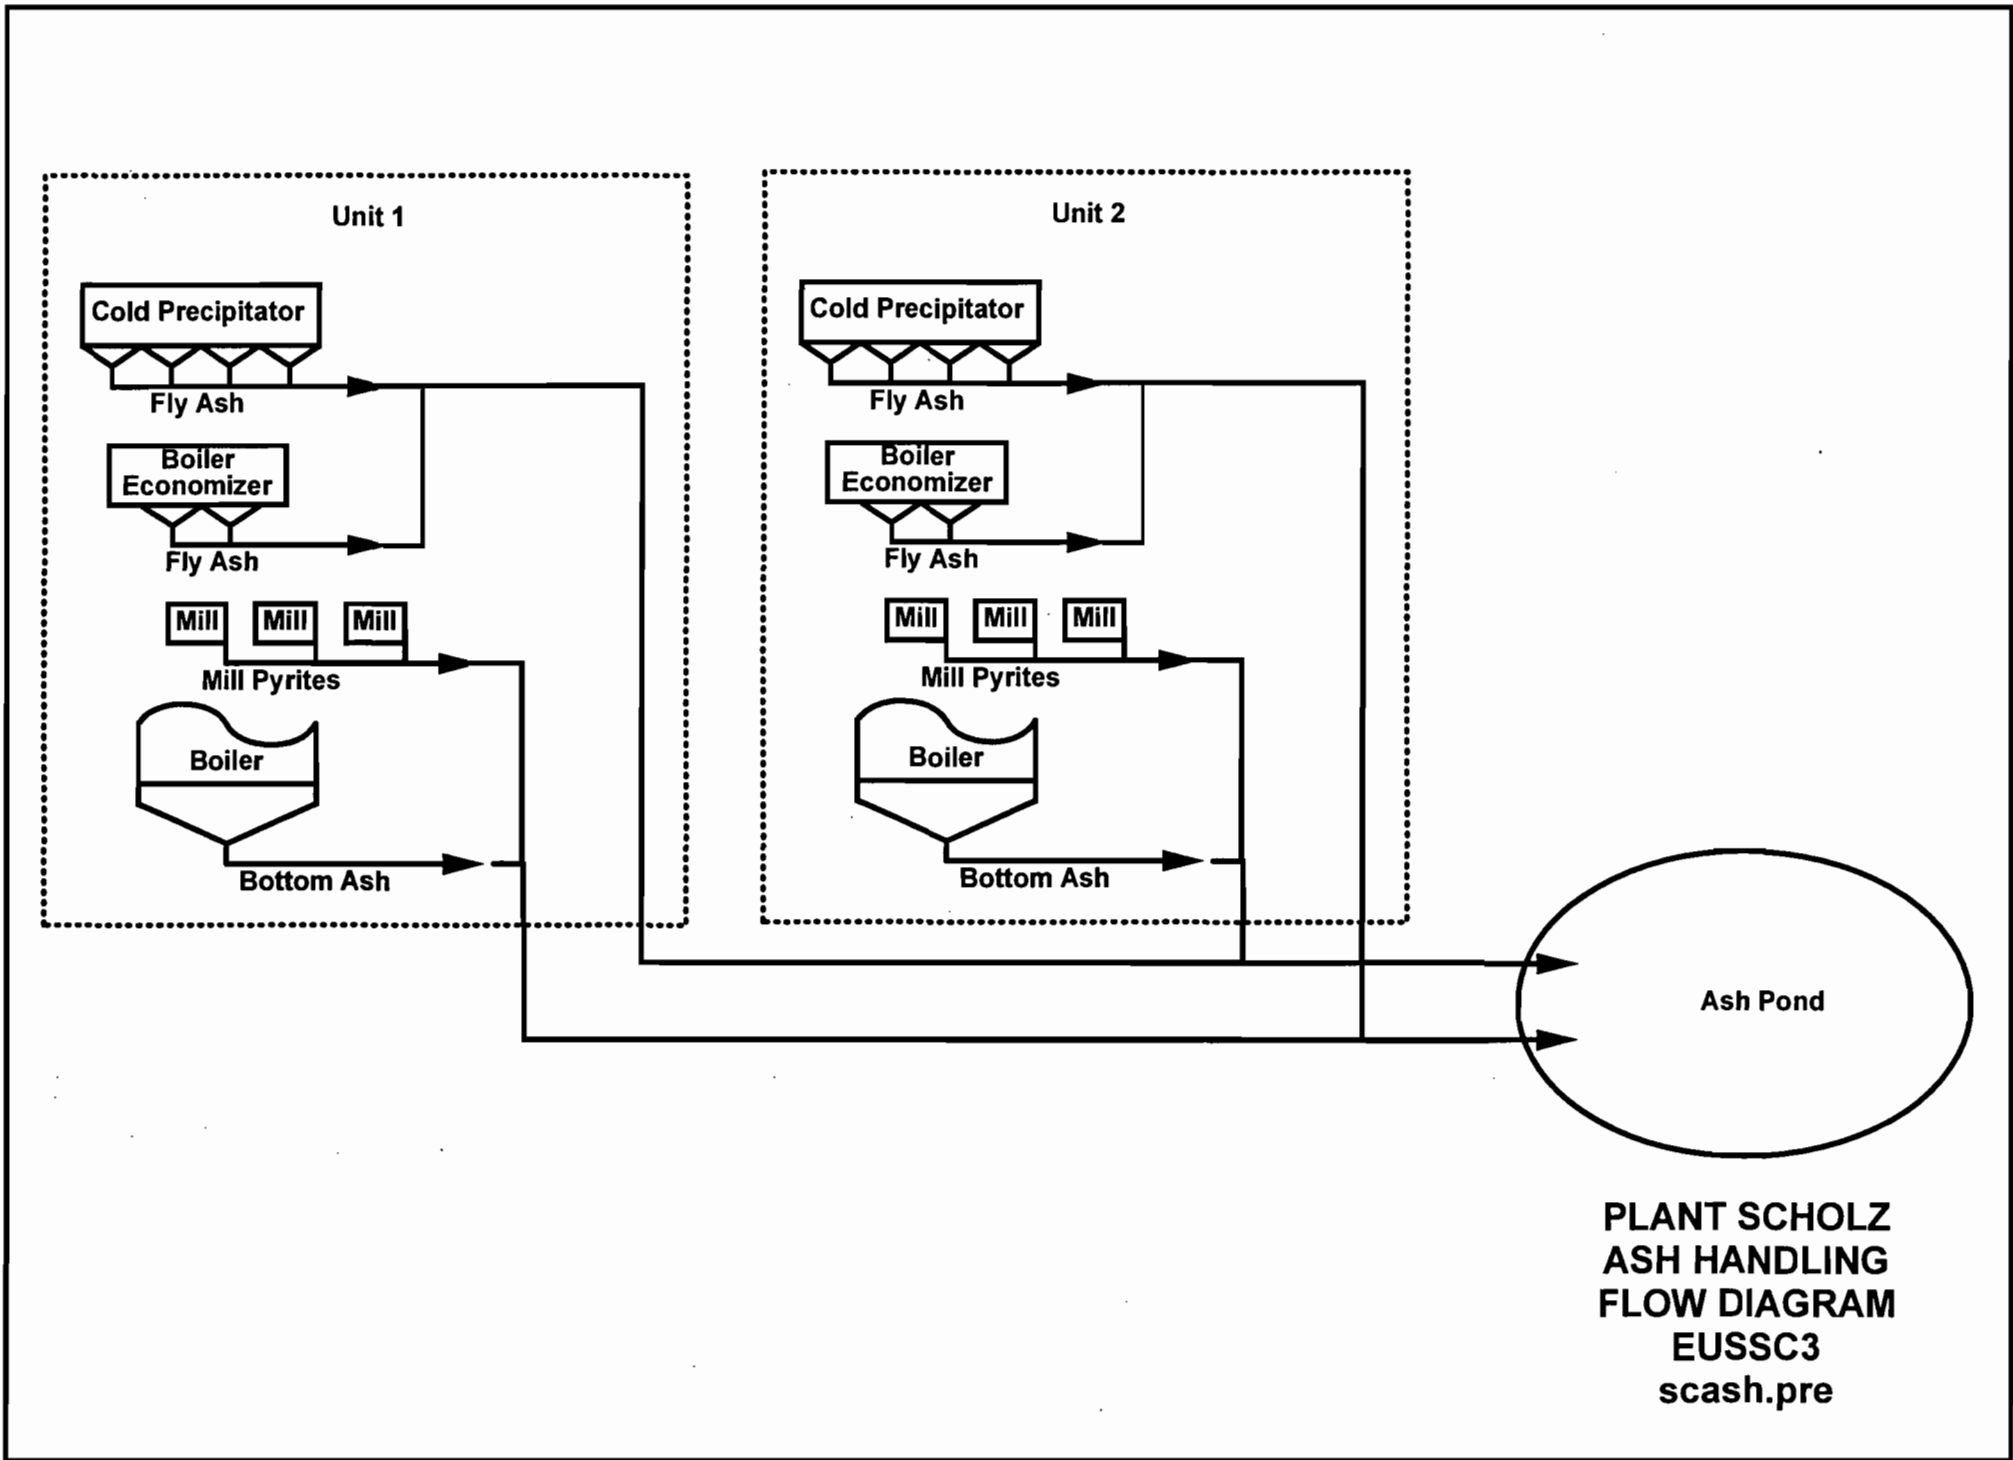 Unit 1
Cold Precipitator
Fly Ash
Boiler
Economizer
Fly Ash
Mill Mill Mill
Mill Pyrites
Boiler
Bottom Ash
Unit 2
Cold Precipitator
Fly Ash
Boiler
Economizer
Fly Ash
Mill Mill Mill
Mill Pyrites
Boiler
Bottom Ash
Ash Pond
PLANT SCHOLZ
ASH HANDLING
FLOW DIAGRAM
EUSSC3
scash.pre